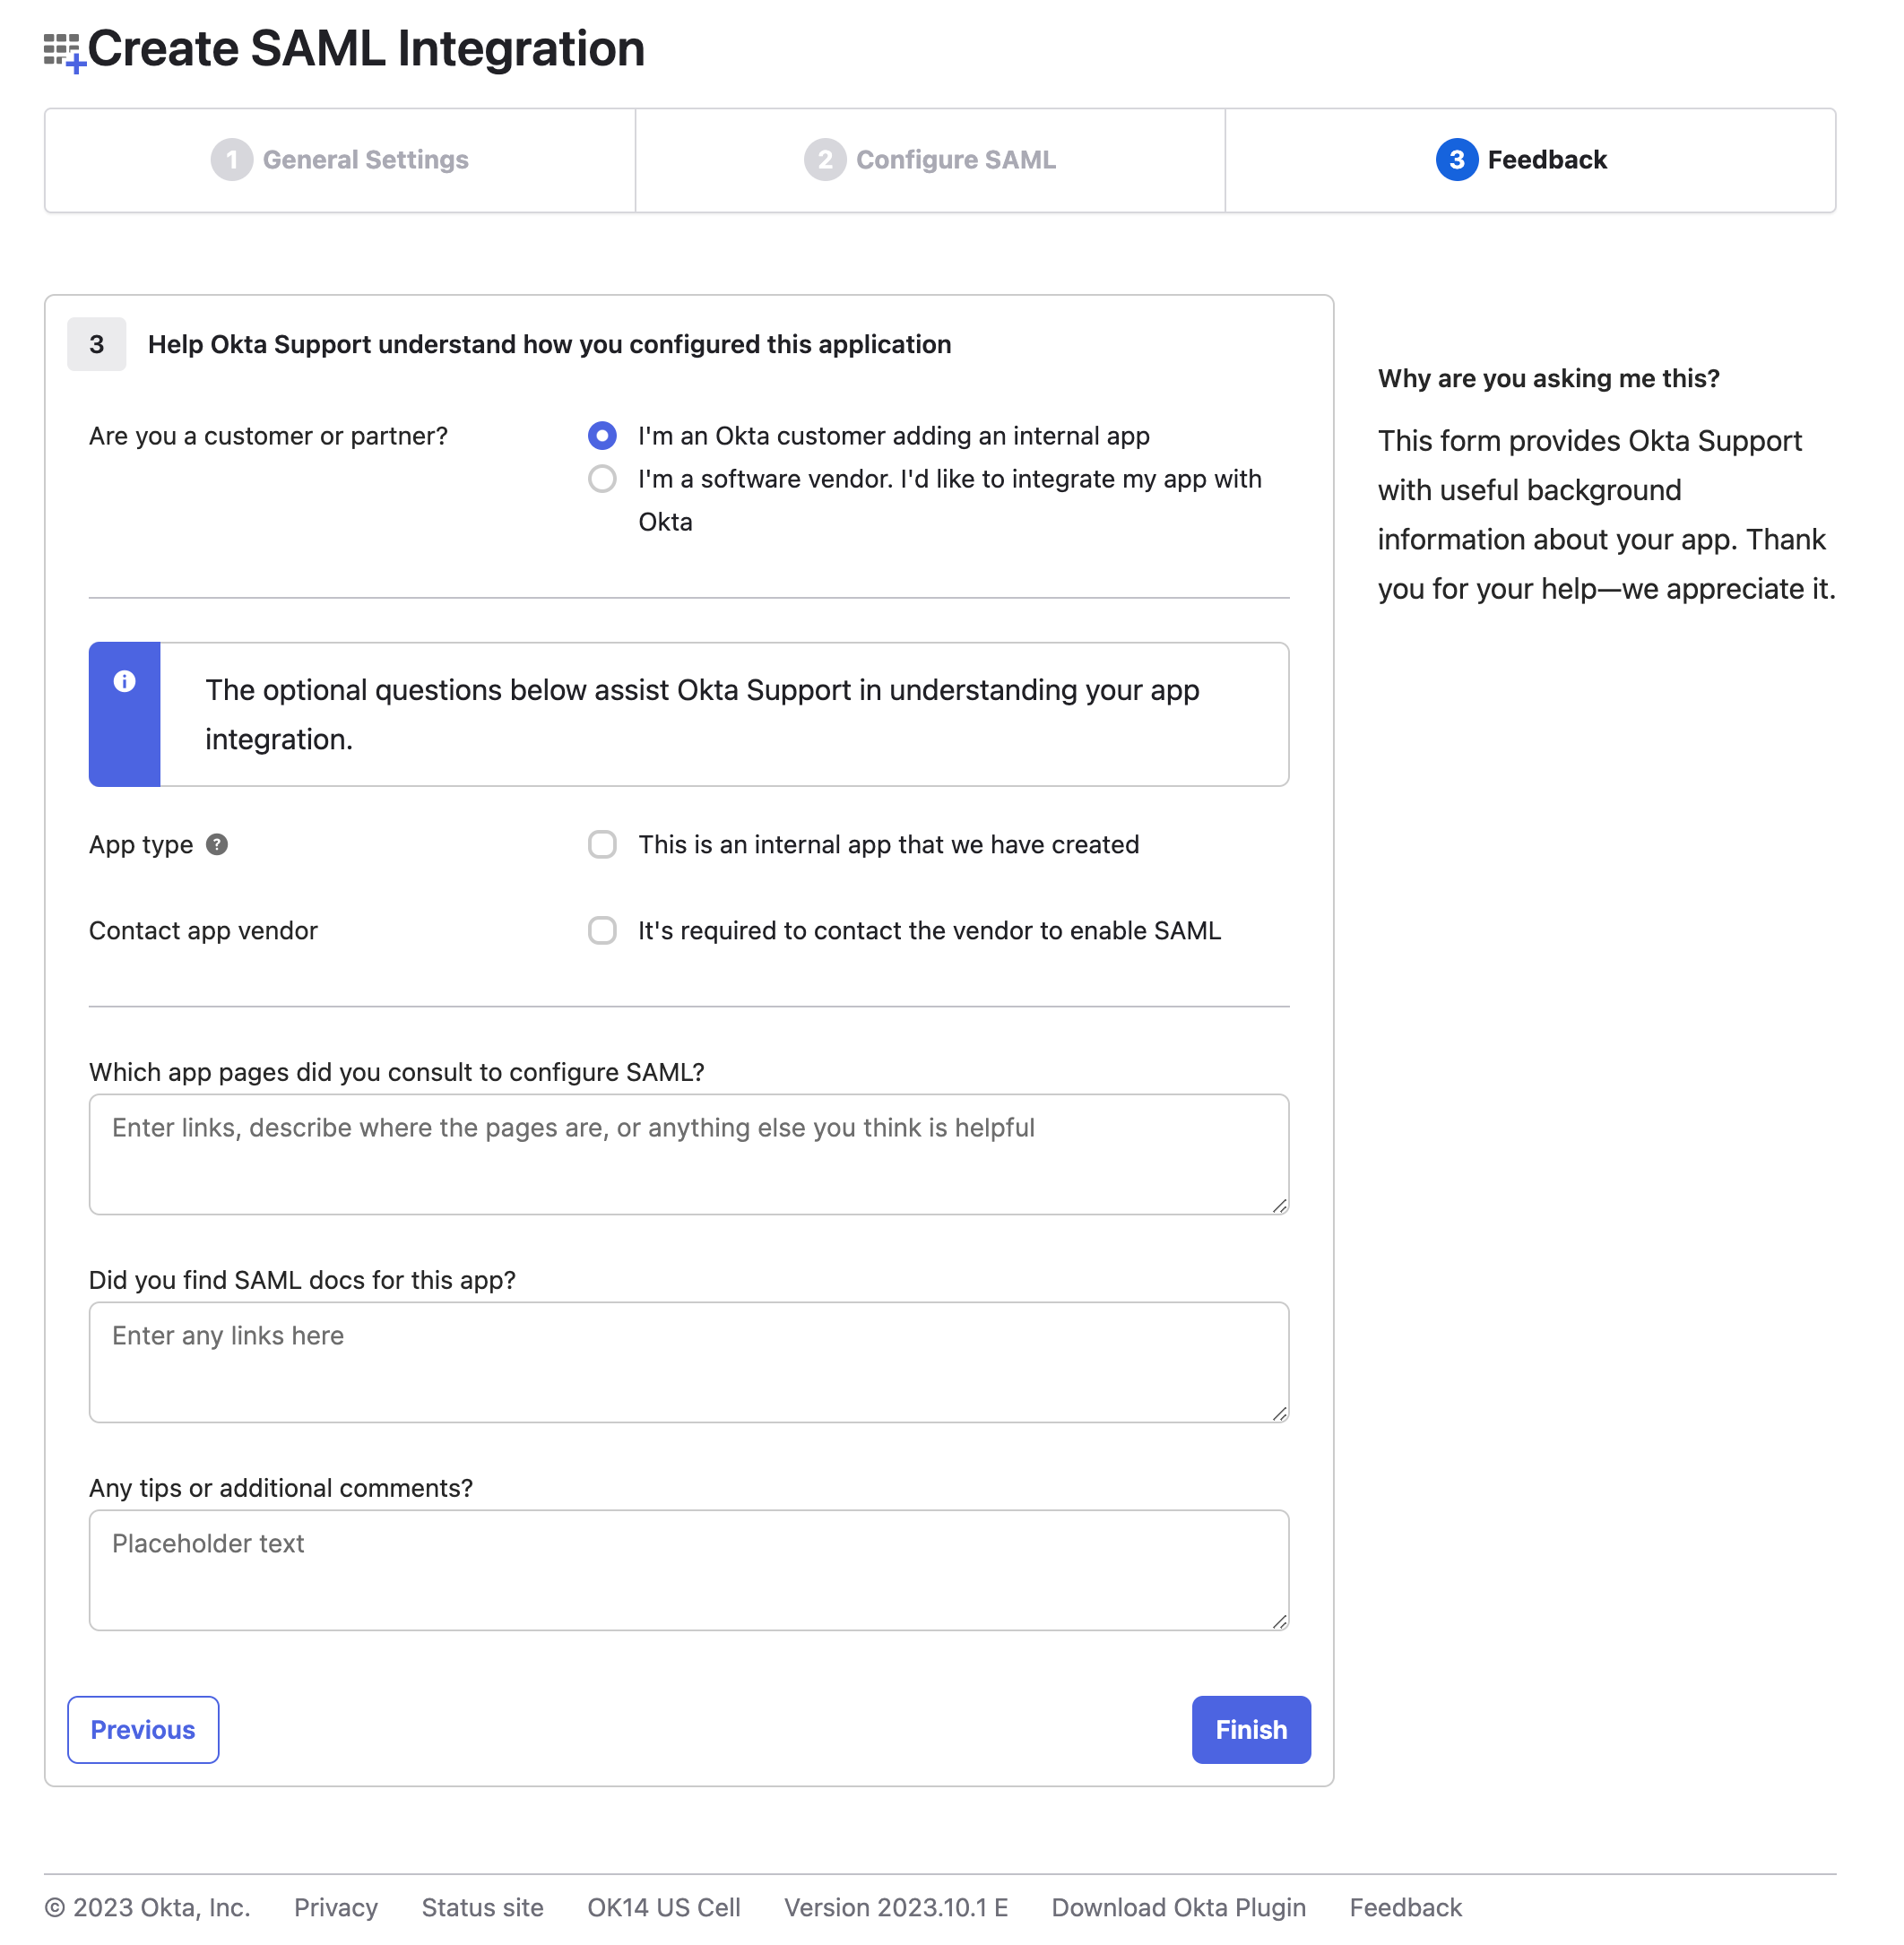 Create SAML Integration
1 General Settings
2 Configure SAML
3 Feedback
3 Help Okta Support understand how you configured this application
Are you a customer or partner?
I'm an Okta customer adding an internal app
I'm a software vendor. I'd like to integrate my app with
Okta
The optional questions below assist Okta Support in understanding your app
integration.
App type ?
This is an internal app that we have created
Contact app vendor
It's required to contact the vendor to enable SAML
Which app pages did you consult to configure SAML?
Enter links, describe where the pages are, or anything else you think is helpful
Did you find SAML docs for this app?
Enter any links here
Any tips or additional comments?
Placeholder text
Previous
Finish
Why are you asking me this?
This form provides Okta Support
with useful background
information about your app. Thank
you for your help—we appreciate it.
© 2023 Okta, Inc. Privacy Status site OK14 US Cell Version 2023.10.1 E Download Okta Plugin Feedback